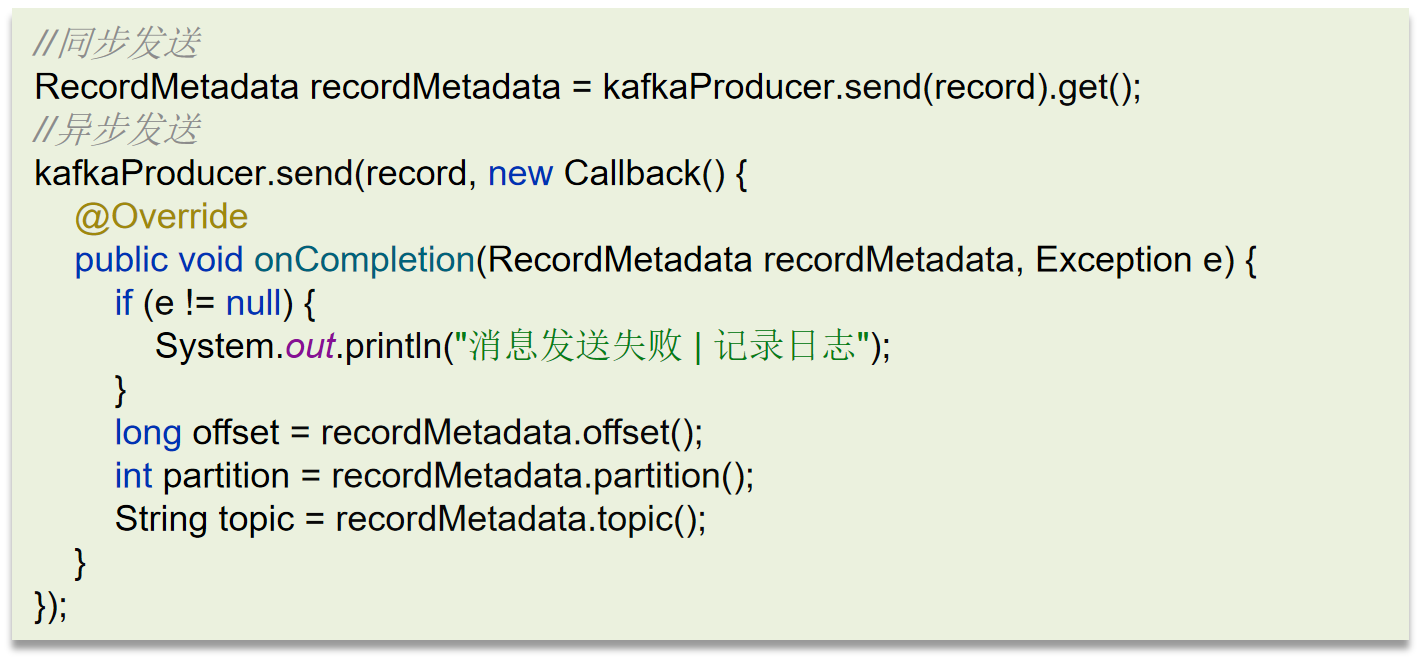 //同步发送
RecordMetadata recordMetadata = kafkaProducer.send(record).get();
//异步发送
kafkaProducer.send(record, new Callback() {
@Override
public void onCompletion(RecordMetadata recordMetadata, Exception e) {
if (e != null) {
System.out.println("消息发送失败 | 记录日志");
}
long offset = recordMetadata.offset();
int partition = recordMetadata.partition();
String topic = recordMetadata.topic();
}
});